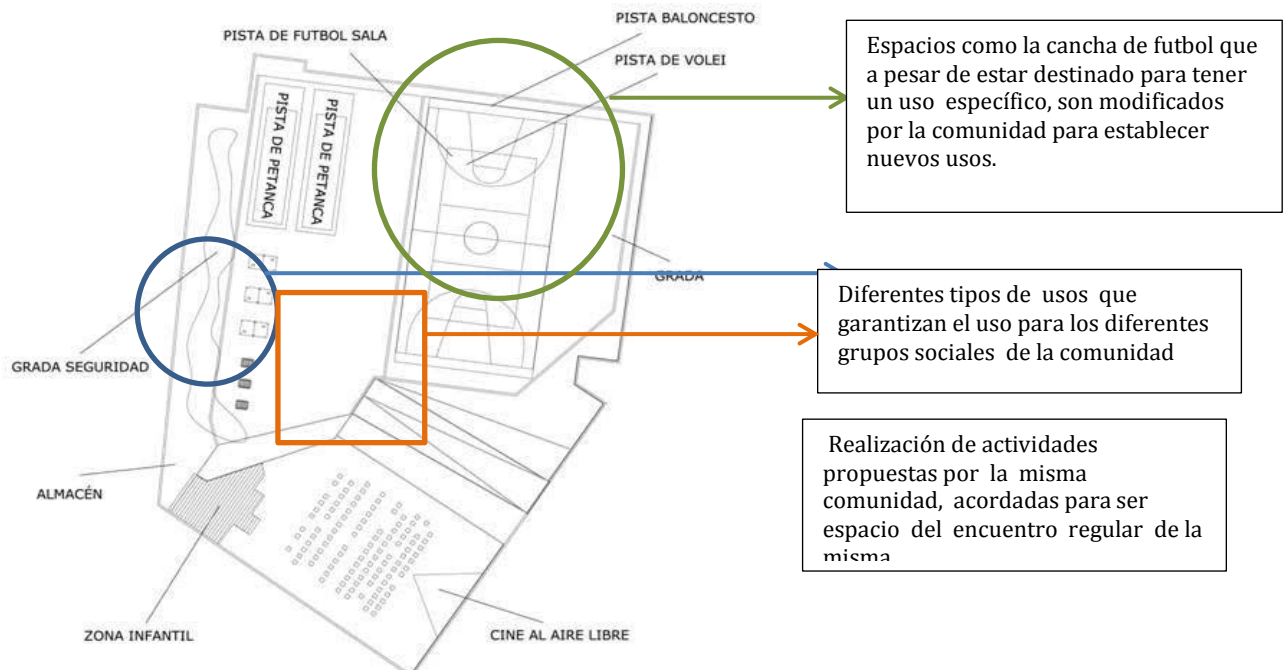 PISTA BALONCESTO
PISTA DE FUTBOL SALA
PISTA DE VOLEI
PISTA DE PETANCA
PISTA DE PETANCA
GRADA
GRADA SEGURIDAD
ALMACÉN
ZONA INFANTIL
CINE AL AIRE LIBRE
Espacios como la cancha de futbol que
a pesar de estar destinado para tener
un uso específico, son modificados
por la comunidad para establecer
nuevos usos.
Diferentes tipos de usos que
garantizan el uso para los diferentes
grupos sociales de la comunidad
Realización de actividades
propuestas por la misma
comunidad, acordadas para ser
espacio del encuentro regular de la
misma